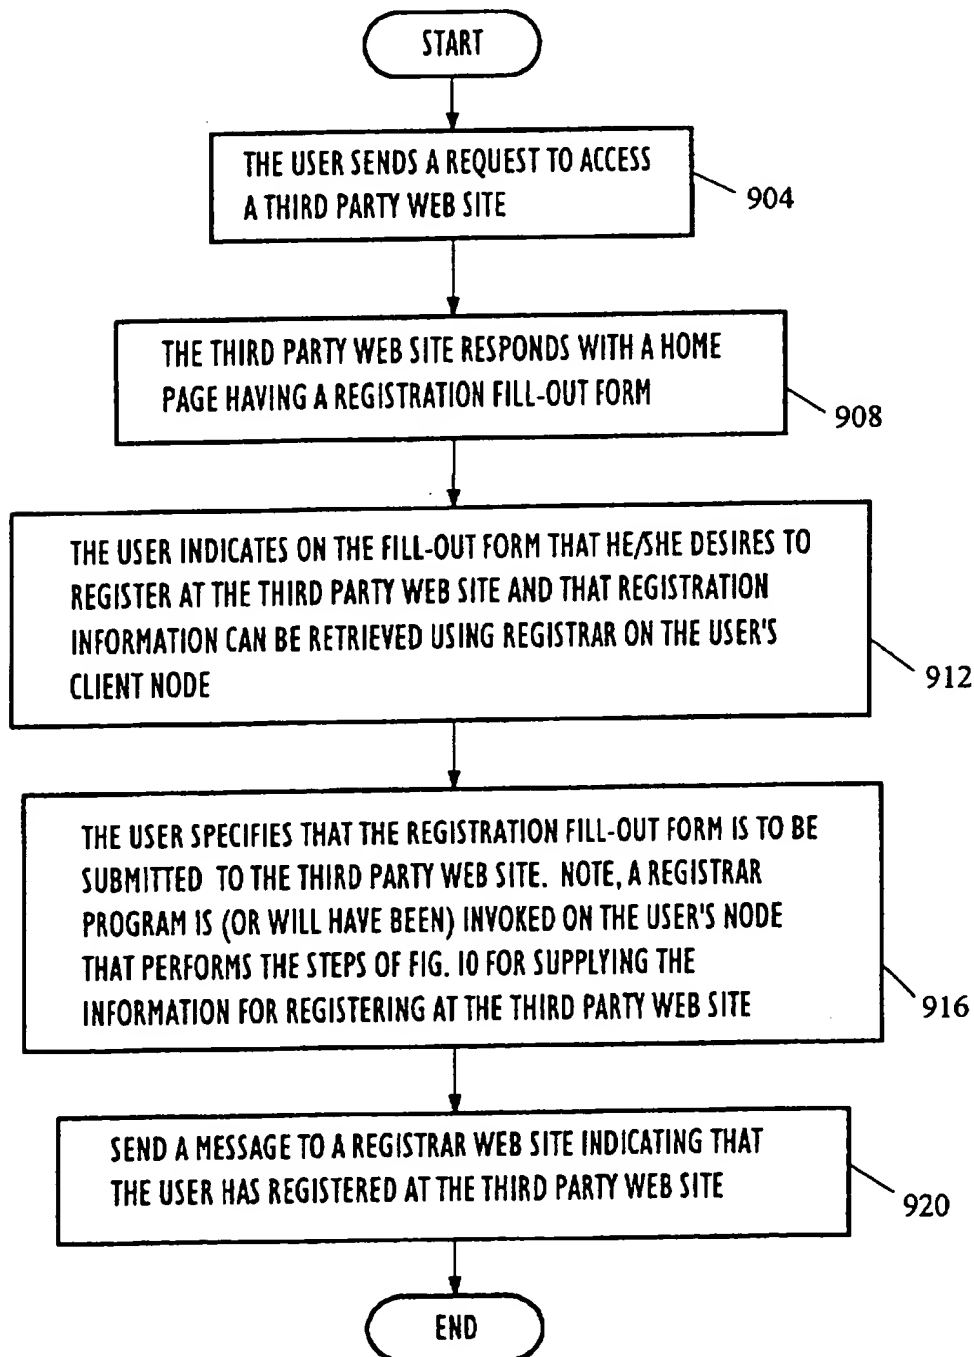 START
THE USER SENDS A REQUEST TO ACCESS
A THIRD PARTY WEB SITE
904
THE THIRD PARTY WEB SITE RESPONDS WITH A HOME
PAGE HAVING A REGISTRATION FILL-OUT FORM
908
THE USER INDICATES ON THE FILL-OUT FORM THAT HE/SHE DESIRES TO
REGISTER AT THE THIRD PARTY WEB SITE AND THAT REGISTRATION
INFORMATION CAN BE RETRIEVED USING REGISTRAR ON THE USER'S
CLIENT NODE
912
THE USER SPECIFIES THAT THE REGISTRATION FILL-OUT FORM IS TO BE
SUBMITTED TO THE THIRD PARTY WEB SITE. NOTE, A REGISTRAR
PROGRAM IS (OR WILL HAVE BEEN) INVOKED ON THE USER'S NODE
THAT PERFORMS THE STEPS OF FIG. 10 FOR SUPPLYING THE
INFORMATION FOR REGISTERING AT THE THIRD PARTY WEB SITE
916
SEND A MESSAGE TO A REGISTRAR WEB SITE INDICATING THAT
THE USER HAS REGISTERED AT THE THIRD PARTY WEB SITE
920
END